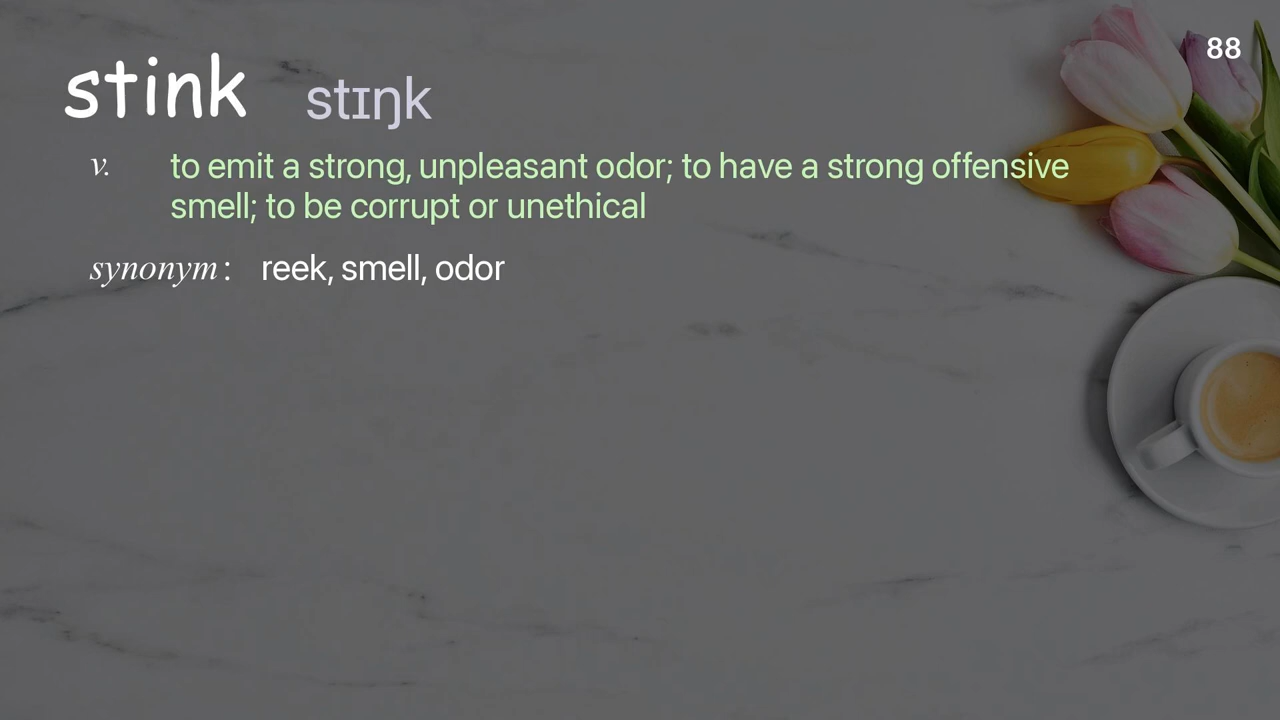 88
stink stɪŋk
v. to emit a strong, unpleasant odor; to have a strong offensive
smell; to be corrupt or unethical
synonym: reek, smell, odor